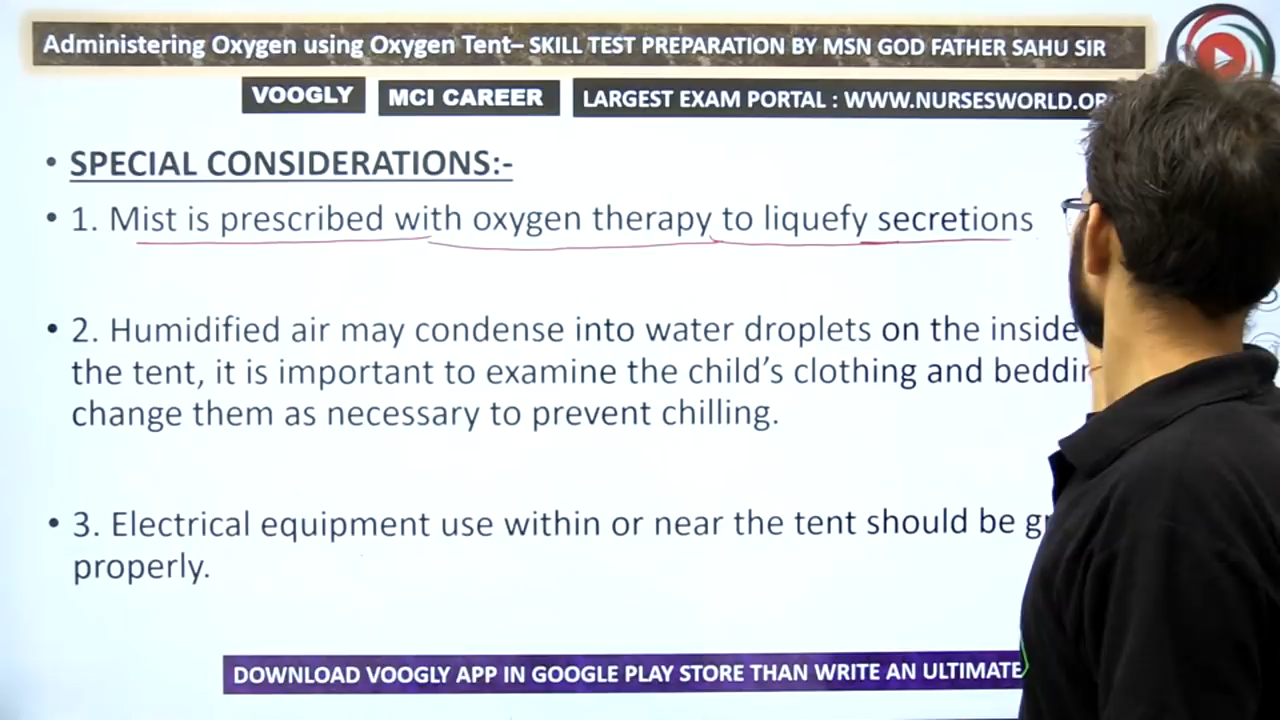 Administering Oxygen using Oxygen Tent– SKILL TEST PREPARATION BY MSN GOD FATHER SAHU SIR
VOOGLY MCI CAREER LARGEST EXAM PORTAL : WWW.NURSESWORLD.OR
• SPECIAL CONSIDERATIONS:-
• 1. Mist is prescribed with oxygen therapy to liquefy secretions
• 2. Humidified air may condense into water droplets on the inside
the tent, it is important to examine the child's clothing and
change them as necessary to prevent chilling.
• 3. Electrical equipment use within or near the tent should be
properly.
DOWNLOAD VOOGLY APP IN GOOGLE PLAY STORE THAN WRITE AN ULTIMATE